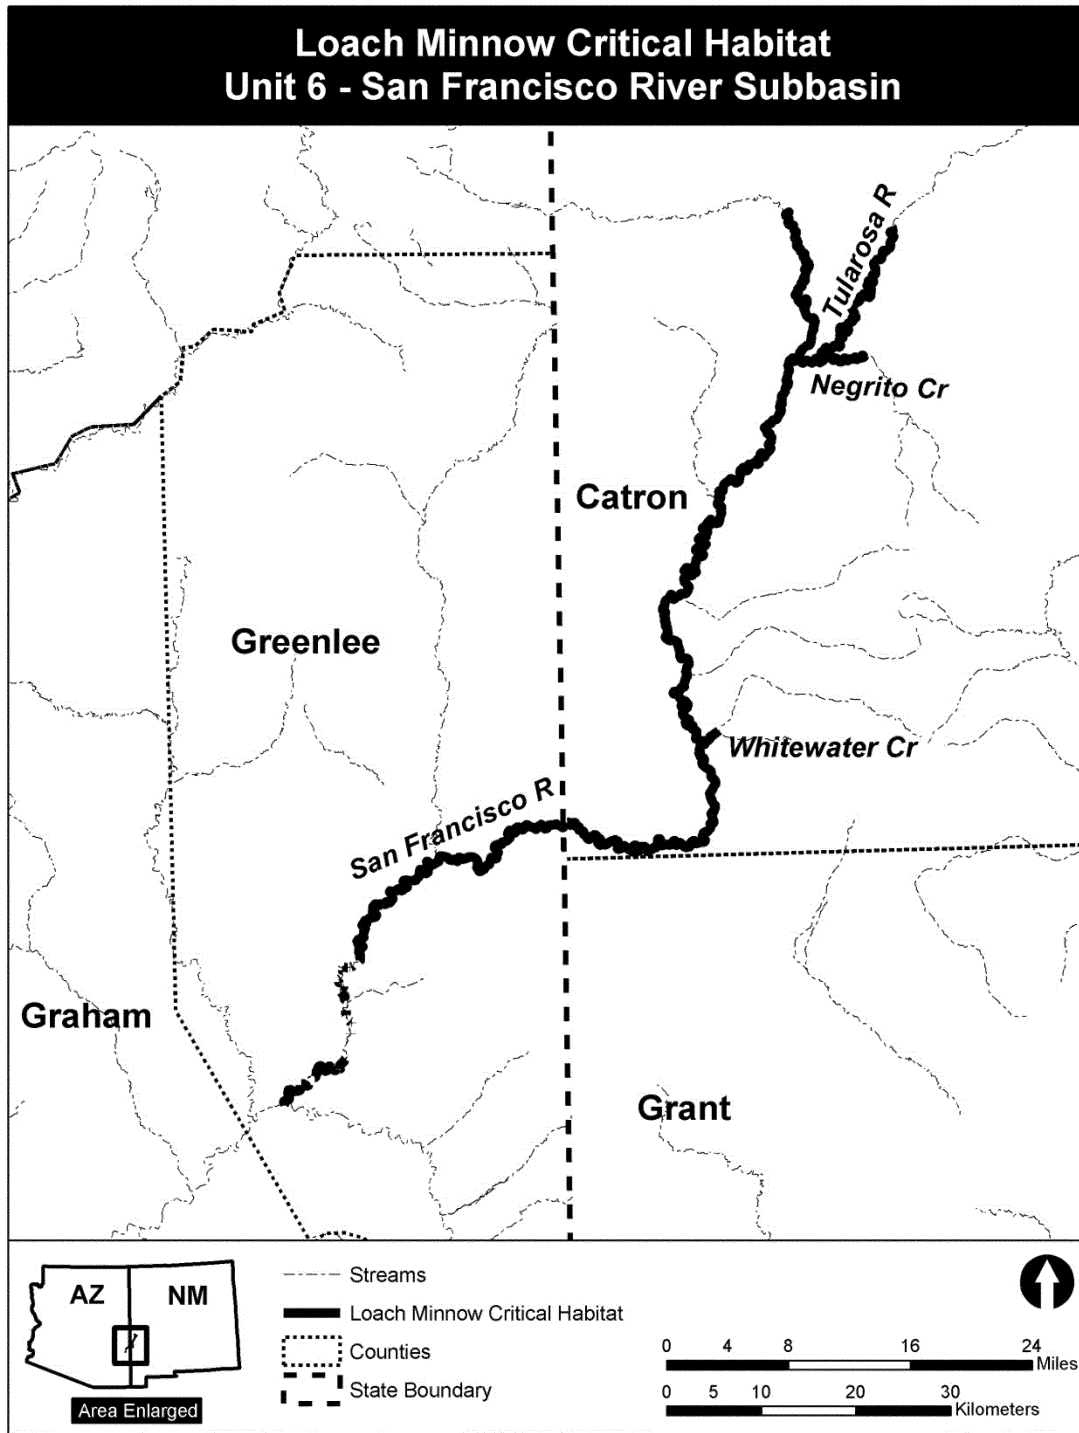 Loach Minnow Critical Habitat
Unit 6 - San Francisco River Subbasin
Tularosa R
Negrito Cr
Catron
Greenlee
Whitewater Cr
San Francisco R
Graham
Grant
AZ
NM
Area Enlarged
Streams
Loach Minnow Critical Habitat
Counties
State Boundary
0 4 8 16 24
Miles
0 5 10 20 30
Kilometers